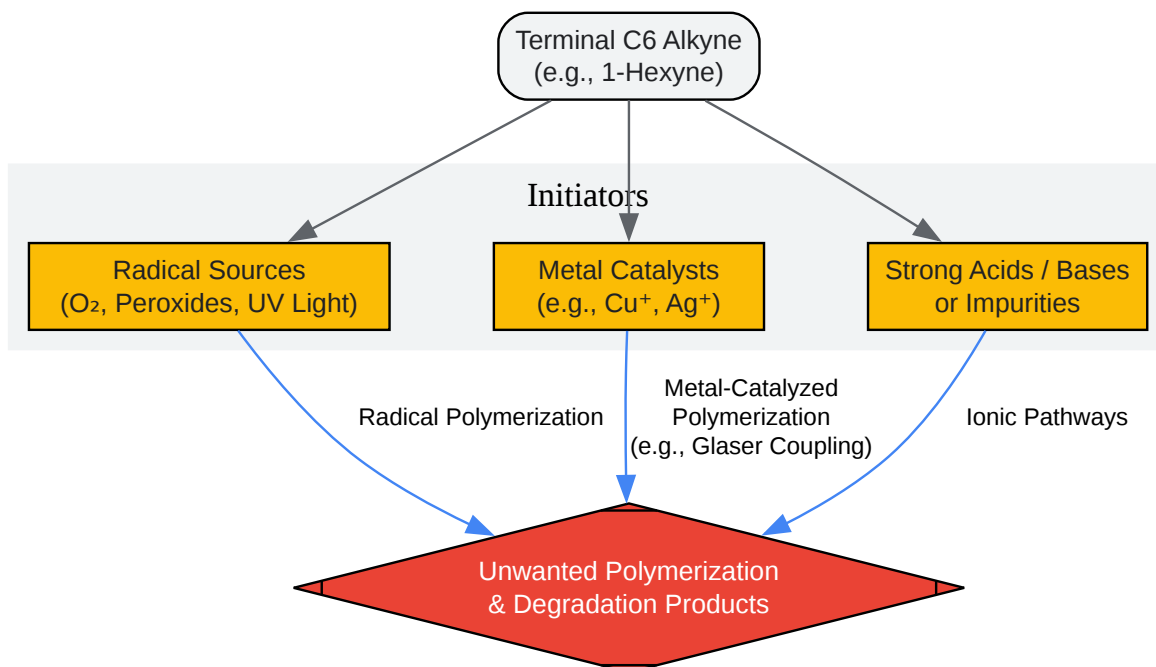 Terminal C6 Alkyne
(e.g., 1-Hexyne)
Initiators
Radical Sources
(O₂, Peroxides, UV Light)
Metal Catalysts
(e.g., Cu⁺, Ag⁺)
Strong Acids / Bases
or Impurities
Radical Polymerization
Metal-Catalyzed
Polymerization
(e.g., Glaser Coupling)
Ionic Pathways
Unwanted Polymerization
& Degradation Products